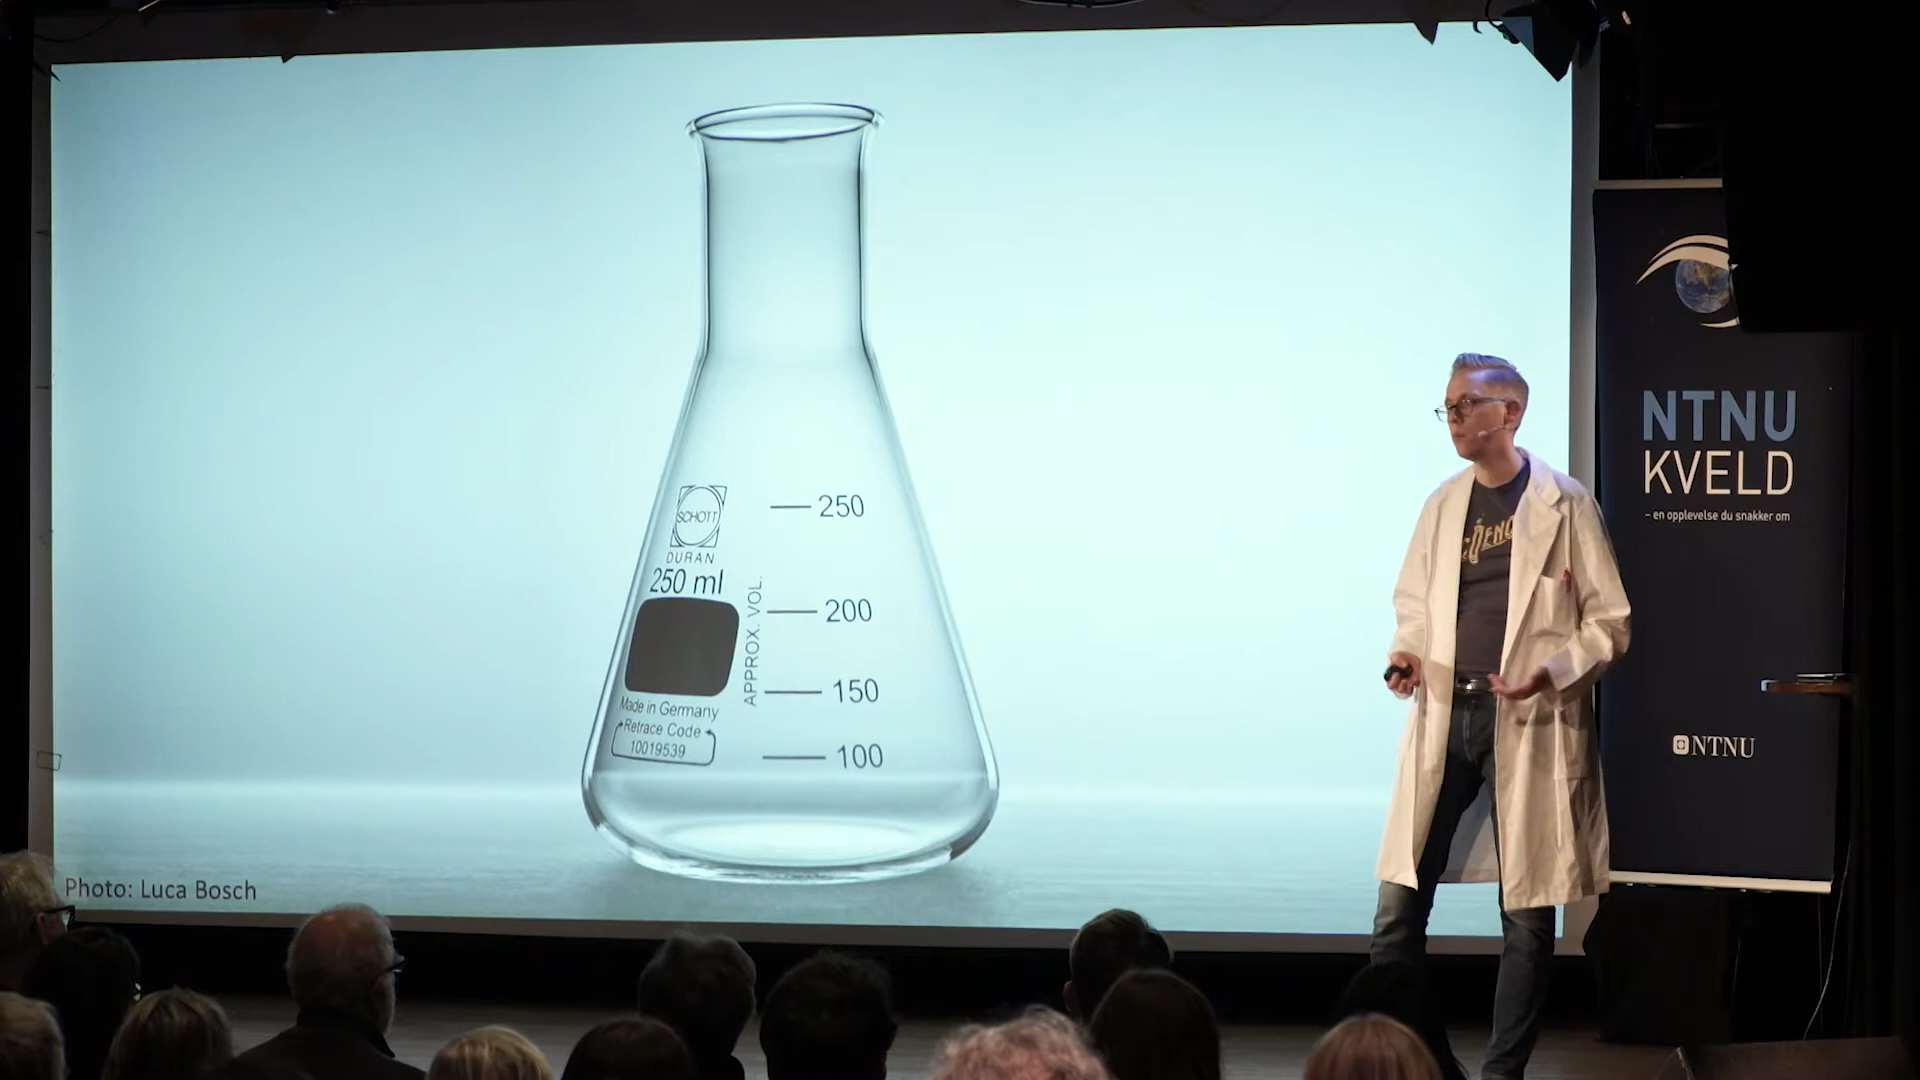 SCHOTT
DURAN
250 ml
APPROX. VOL.
250
200
150
100
Made in Germany
Retrace Code
10019539
Photo: Luca Bosch
NTNU
KVELD
– en opplevelse du snakker om
NTNU